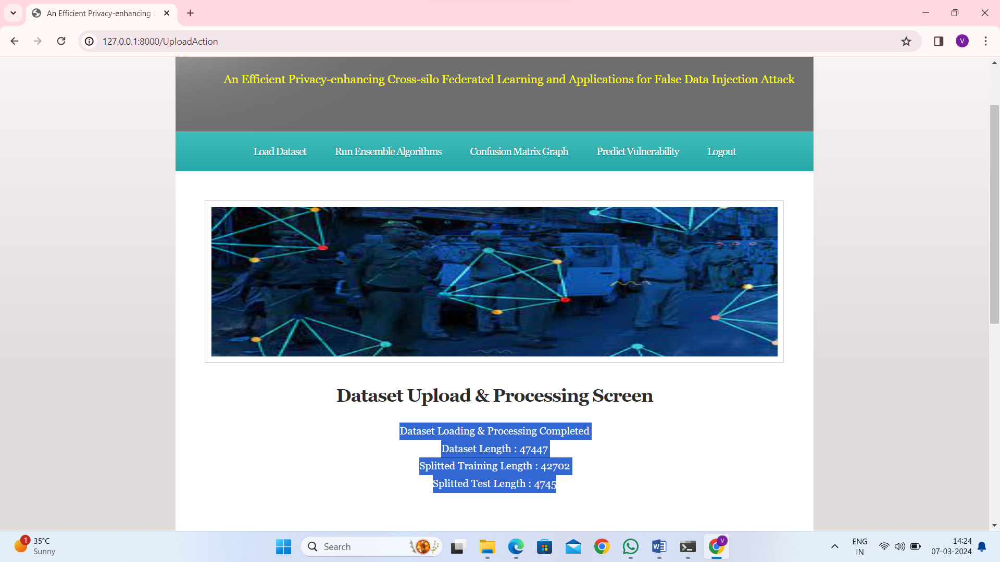 An Efficient Privacy-enhancing
127.0.0.1:8000/UploadAction
V
An Efficient Privacy-enhancing Cross-silo Federated Learning and Applications for False Data Injection Attack
Load Dataset Run Ensemble Algorithms Confusion Matrix Graph Predict Vulnerability Logout
Dataset Upload & Processing Screen
Dataset Loading & Processing Completed
Dataset Length : 47447
Splitted Training Length : 42702
Splitted Test Length : 4745
1
35°C
Sunny
Search
V
ENG
IN
14:24
07-03-2024